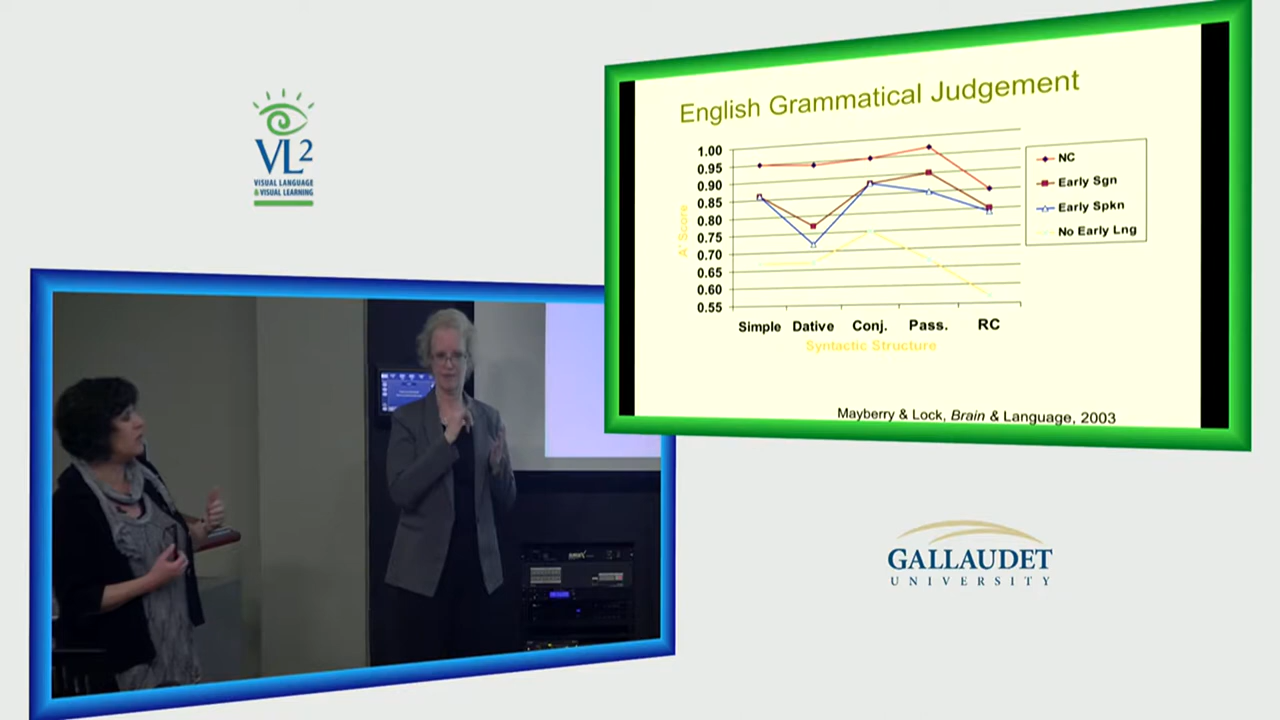 VL2
VISUAL LANGUAGE
& VISUAL LEARNING
English Grammatical Judgement
1.00
0.95
0.90
0.85
0.80
0.75
0.70
0.65
0.60
0.55
A' Score
Simple Dative Conj. Pass. RC
Syntactic Structure
NC
Early Sgn
Early Spkn
No Early Lng
Mayberry & Lock, Brain & Language, 2003
GALLAUDET
UNIVERSITY